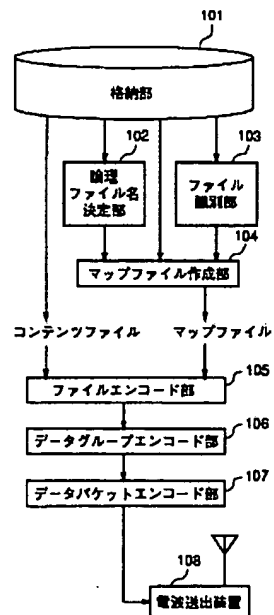 101
格納部
102
論理
ファイル名
決定部
103
ファイル
識別部
104
マップファイル作成部
コンテンツファイル
マップファイル
105
ファイルエンコード部
106
データグループエンコード部
107
データパケットエンコード部
108
電波送出装置